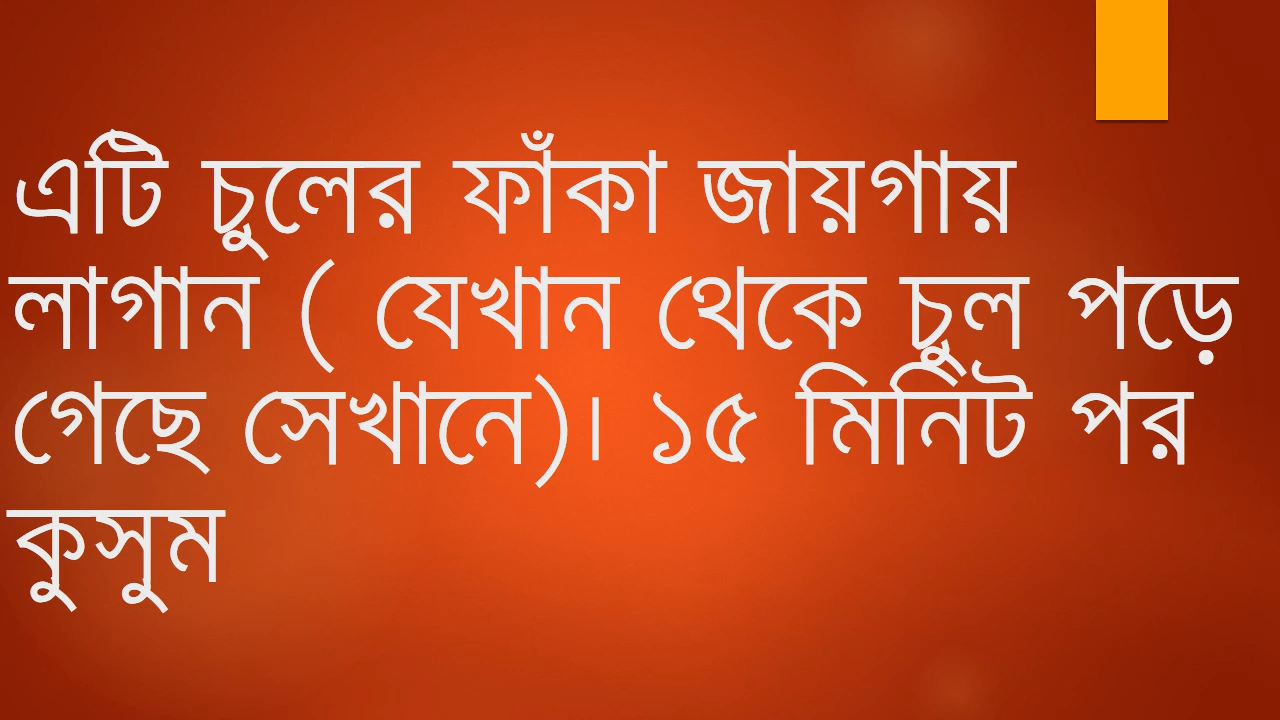 এটি চুলের ফাঁকা জায়গায়
লাগান ( যেখান থেকে চুল পড়ে
গেছে সেখানে)। ১৫ মিনিট পর
কুসুম